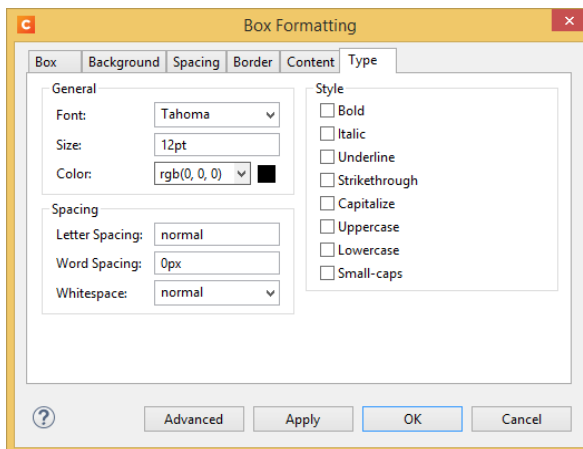 C
Box Formatting
×
Box Background Spacing Border Content Type
General
Font: Tahoma
Size: 12pt
Color: rgb(0, 0, 0)
Spacing
Letter Spacing: normal
Word Spacing: 0px
Whitespace: normal
Style
Bold
Italic
Underline
Strikethrough
Capitalize
Uppercase
Lowercase
Small-caps
? Advanced Apply OK Cancel